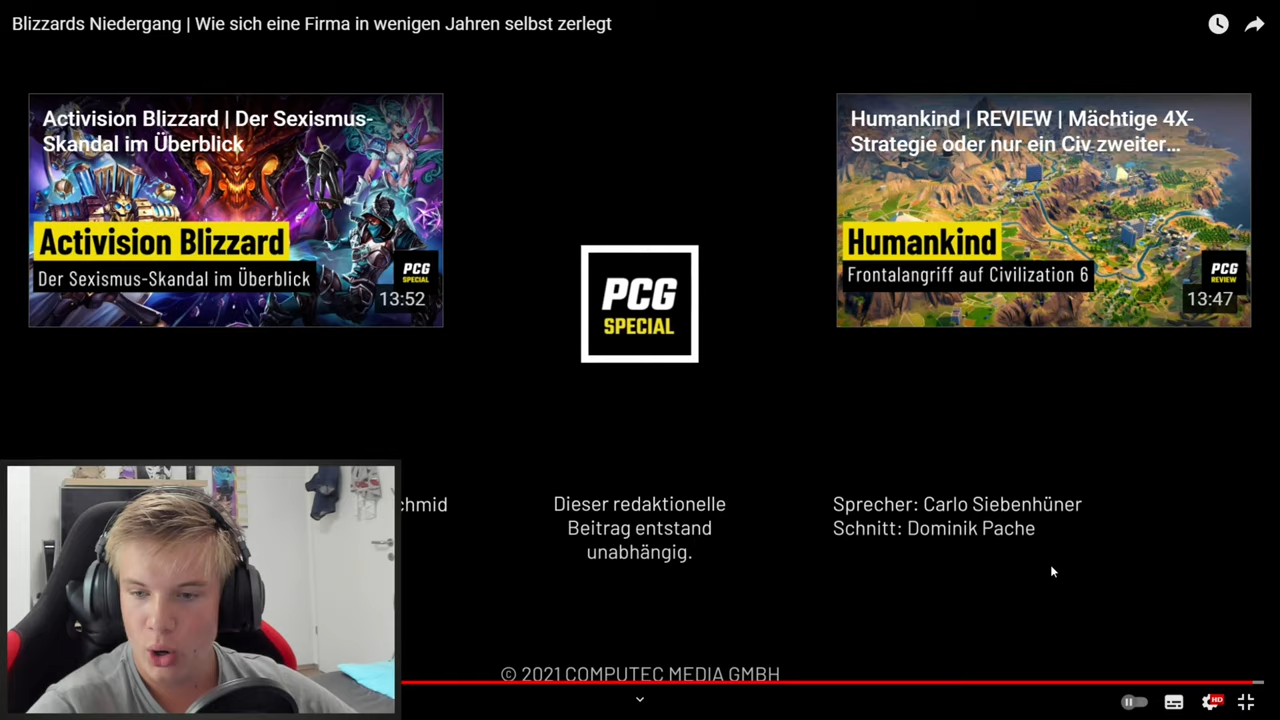 Blizzards Niedergang | Wie sich eine Firma in wenigen Jahren selbst zerlegt
Activision Blizzard | Der Sexismus-
Skandal im Überblick
Activision Blizzard
Der Sexismus-Skandal im Überblick
PCG
SPECIAL
13:52
PCG
SPECIAL
Humankind | REVIEW | Mächtige 4X-
Strategie oder nur ein Civ zweiter...
Humankind
Frontalangriff auf Civilization 6
PCG
REVIEW
13:47
chmid
Dieser redaktionelle
Beitrag entstand
unabhängig.
Sprecher: Carlo Siebenhüner
Schnitt: Dominik Pache
© 2021 COMPUTEC MEDIA GMBH
HD